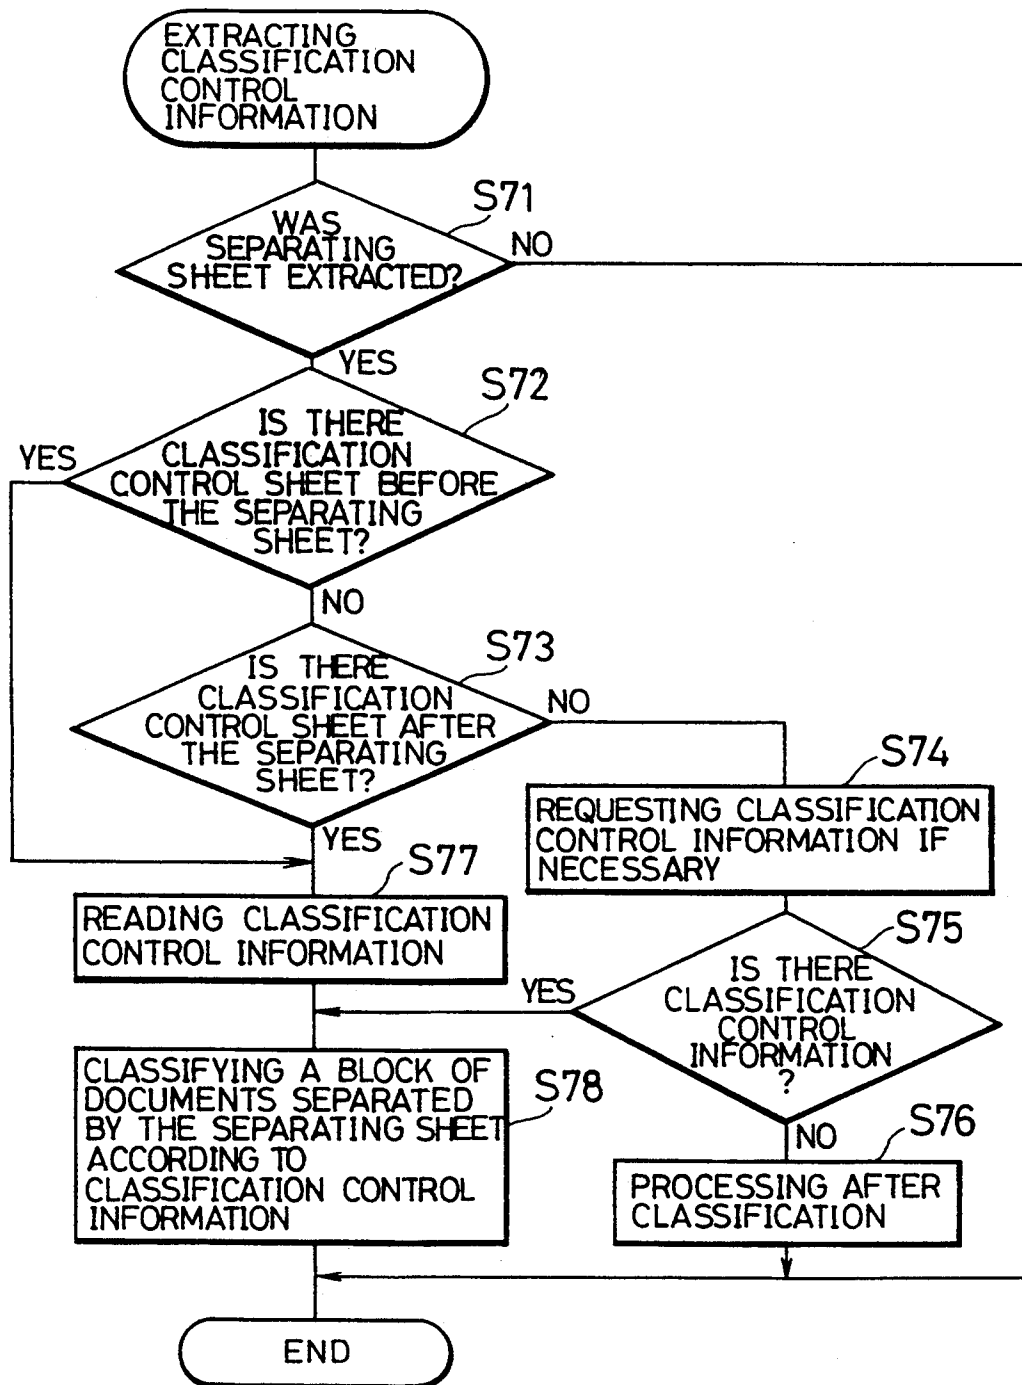 EXTRACTING
CLASSIFICATION
CONTROL
INFORMATION
S71
WAS
SEPARATING
SHEET EXTRACTED?
NO
YES
S72
IS THERE
CLASSIFICATION
CONTROL SHEET BEFORE
THE SEPARATING
SHEET?
YES
NO
S73
IS THERE
CLASSIFICATION
CONTROL SHEET AFTER
THE SEPARATING
SHEET?
NO
YES
S74
REQUESTING CLASSIFICATION
CONTROL INFORMATION IF
NECESSARY
S77
READING CLASSIFICATION
CONTROL INFORMATION
S75
IS THERE
CLASSIFICATION
CONTROL
INFORMATION
?
YES
NO
S78
CLASSIFYING A BLOCK OF
DOCUMENTS SEPARATED
BY THE SEPARATING SHEET
ACCORDING TO
CLASSIFICATION CONTROL
INFORMATION
S76
PROCESSING AFTER
CLASSIFICATION
END